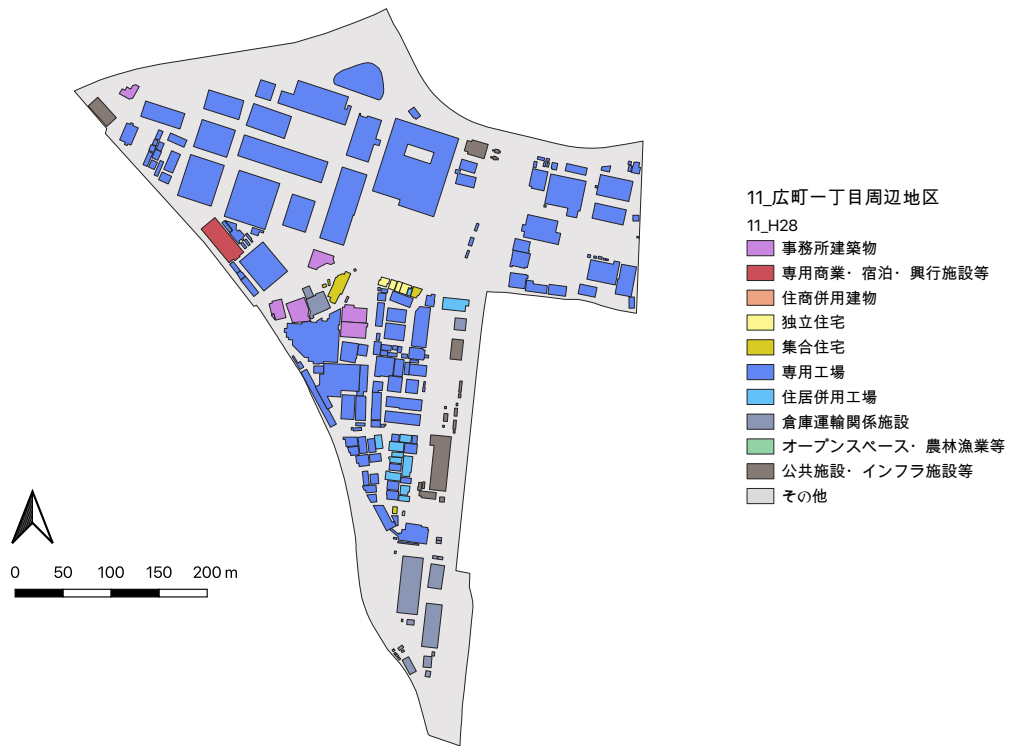 11_広町一丁目周辺地区
11_H28
事務所建築物
専用商業・宿泊・興行施設等
住商併用建物
独立住宅
集合住宅
専用工場
住居併用工場
倉庫運輸関係施設
オープンスペース・農林漁業等
公共施設・インフラ施設等
その他
0 50 100 150 200 m